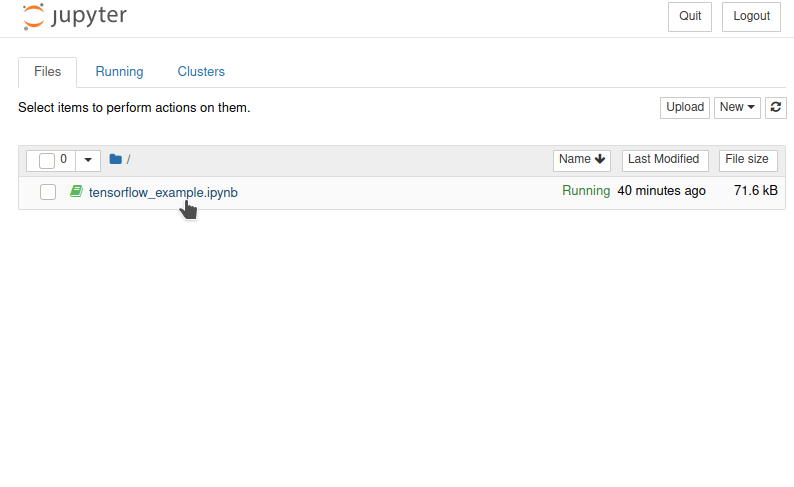 jupyter Quit Logout
Files Running Clusters
Select items to perform actions on them. Upload New
0 / Name Last Modified File size
tensorflow_example.ipynb Running 40 minutes ago 71.6 kB